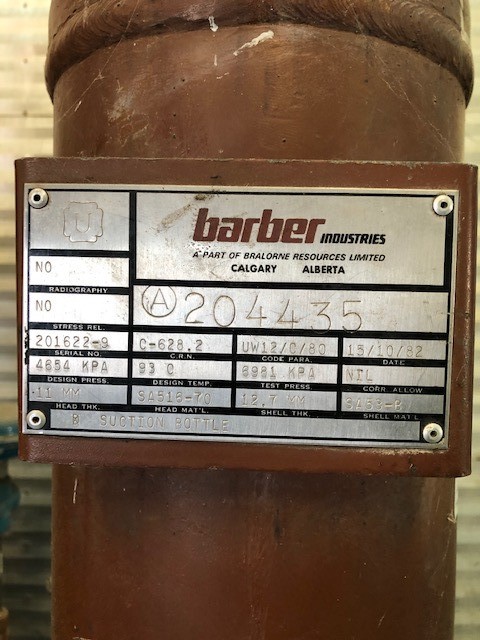 U
barber INDUSTRIES
A PART OF BRALORNE RESOURCES LIMITED
CALGARY ALBERTA
NO
RADIOGRAPHY
NO
STRESS REL.
A 204435
201622-9 C-628.2 UW12/C/80 15/10/82
SERIAL NO. C.R.N. CODE PARA. DATE
4654 KPA 93 C 6981 KPA NIL
DESIGN PRESS. DESIGN TEMP. TEST PRESS. CORR. ALLOW
11 MM SA516-70 12.7 MM SA53-B
HEAD THK. HEAD MAT'L. SHELL THK. SHELL MAT'L
SUCTION BOTTLE